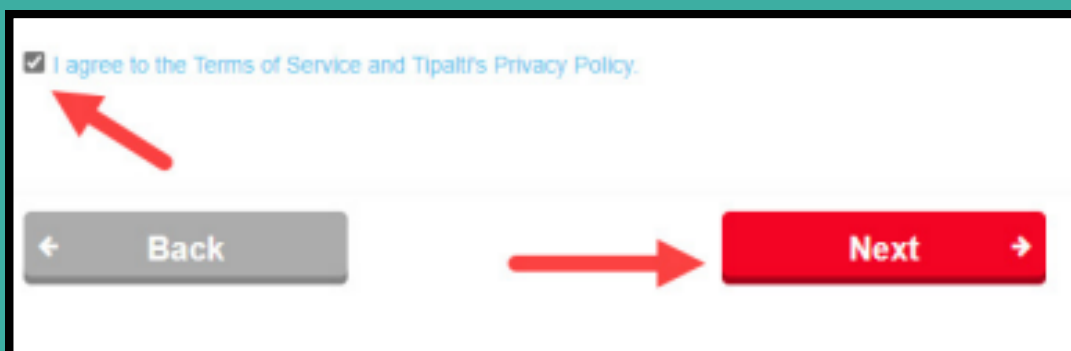 I agree to the Terms of Service and Tipalti's Privacy Policy.
Back
Next